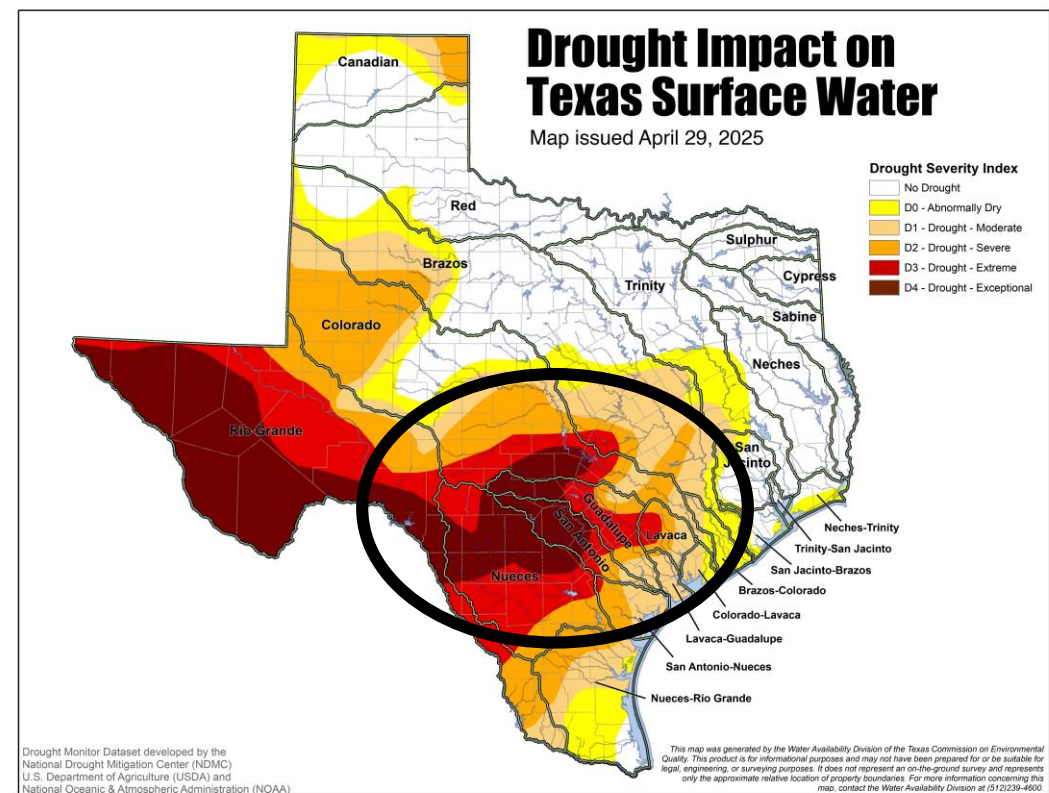 Drought Impact on
Texas Surface Water
Map issued April 29, 2025
Drought Severity Index
No Drought
D0 - Abnormally Dry
D1 - Drought - Moderate
D2 - Drought - Severe
D3 - Drought - Extreme
D4 - Drought - Exceptional
Canadian
Red
Sulphur
Cypress
Brazos
Trinity
Sabine
Colorado
Neches
Rio Grande
San
Jacinto
Guadalupe
San Antonio
Lavaca
Nueces
Neches-Trinity
Trinity-San Jacinto
San Jacinto-Brazos
Brazos-Colorado
Colorado-Lavaca
Lavaca-Guadalupe
San Antonio-Nueces
Nueces-Rio Grande
Drought Monitor Dataset developed by the
National Drought Mitigation Center (NDMC)
U.S. Department of Agriculture (USDA) and
National Oceanic & Atmospheric Administration (NOAA)
This map was generated by the Water Availability Division of the Texas Commission on Environmental
Quality. This product is for informational purposes and may not have been prepared for or be suitable for
legal, engineering, or surveying purposes. It does not represent an on-the-ground survey and represents
only the approximate relative location of property boundaries. For more information concerning this
map, contact the Water Availability Division at (512)239-4600.